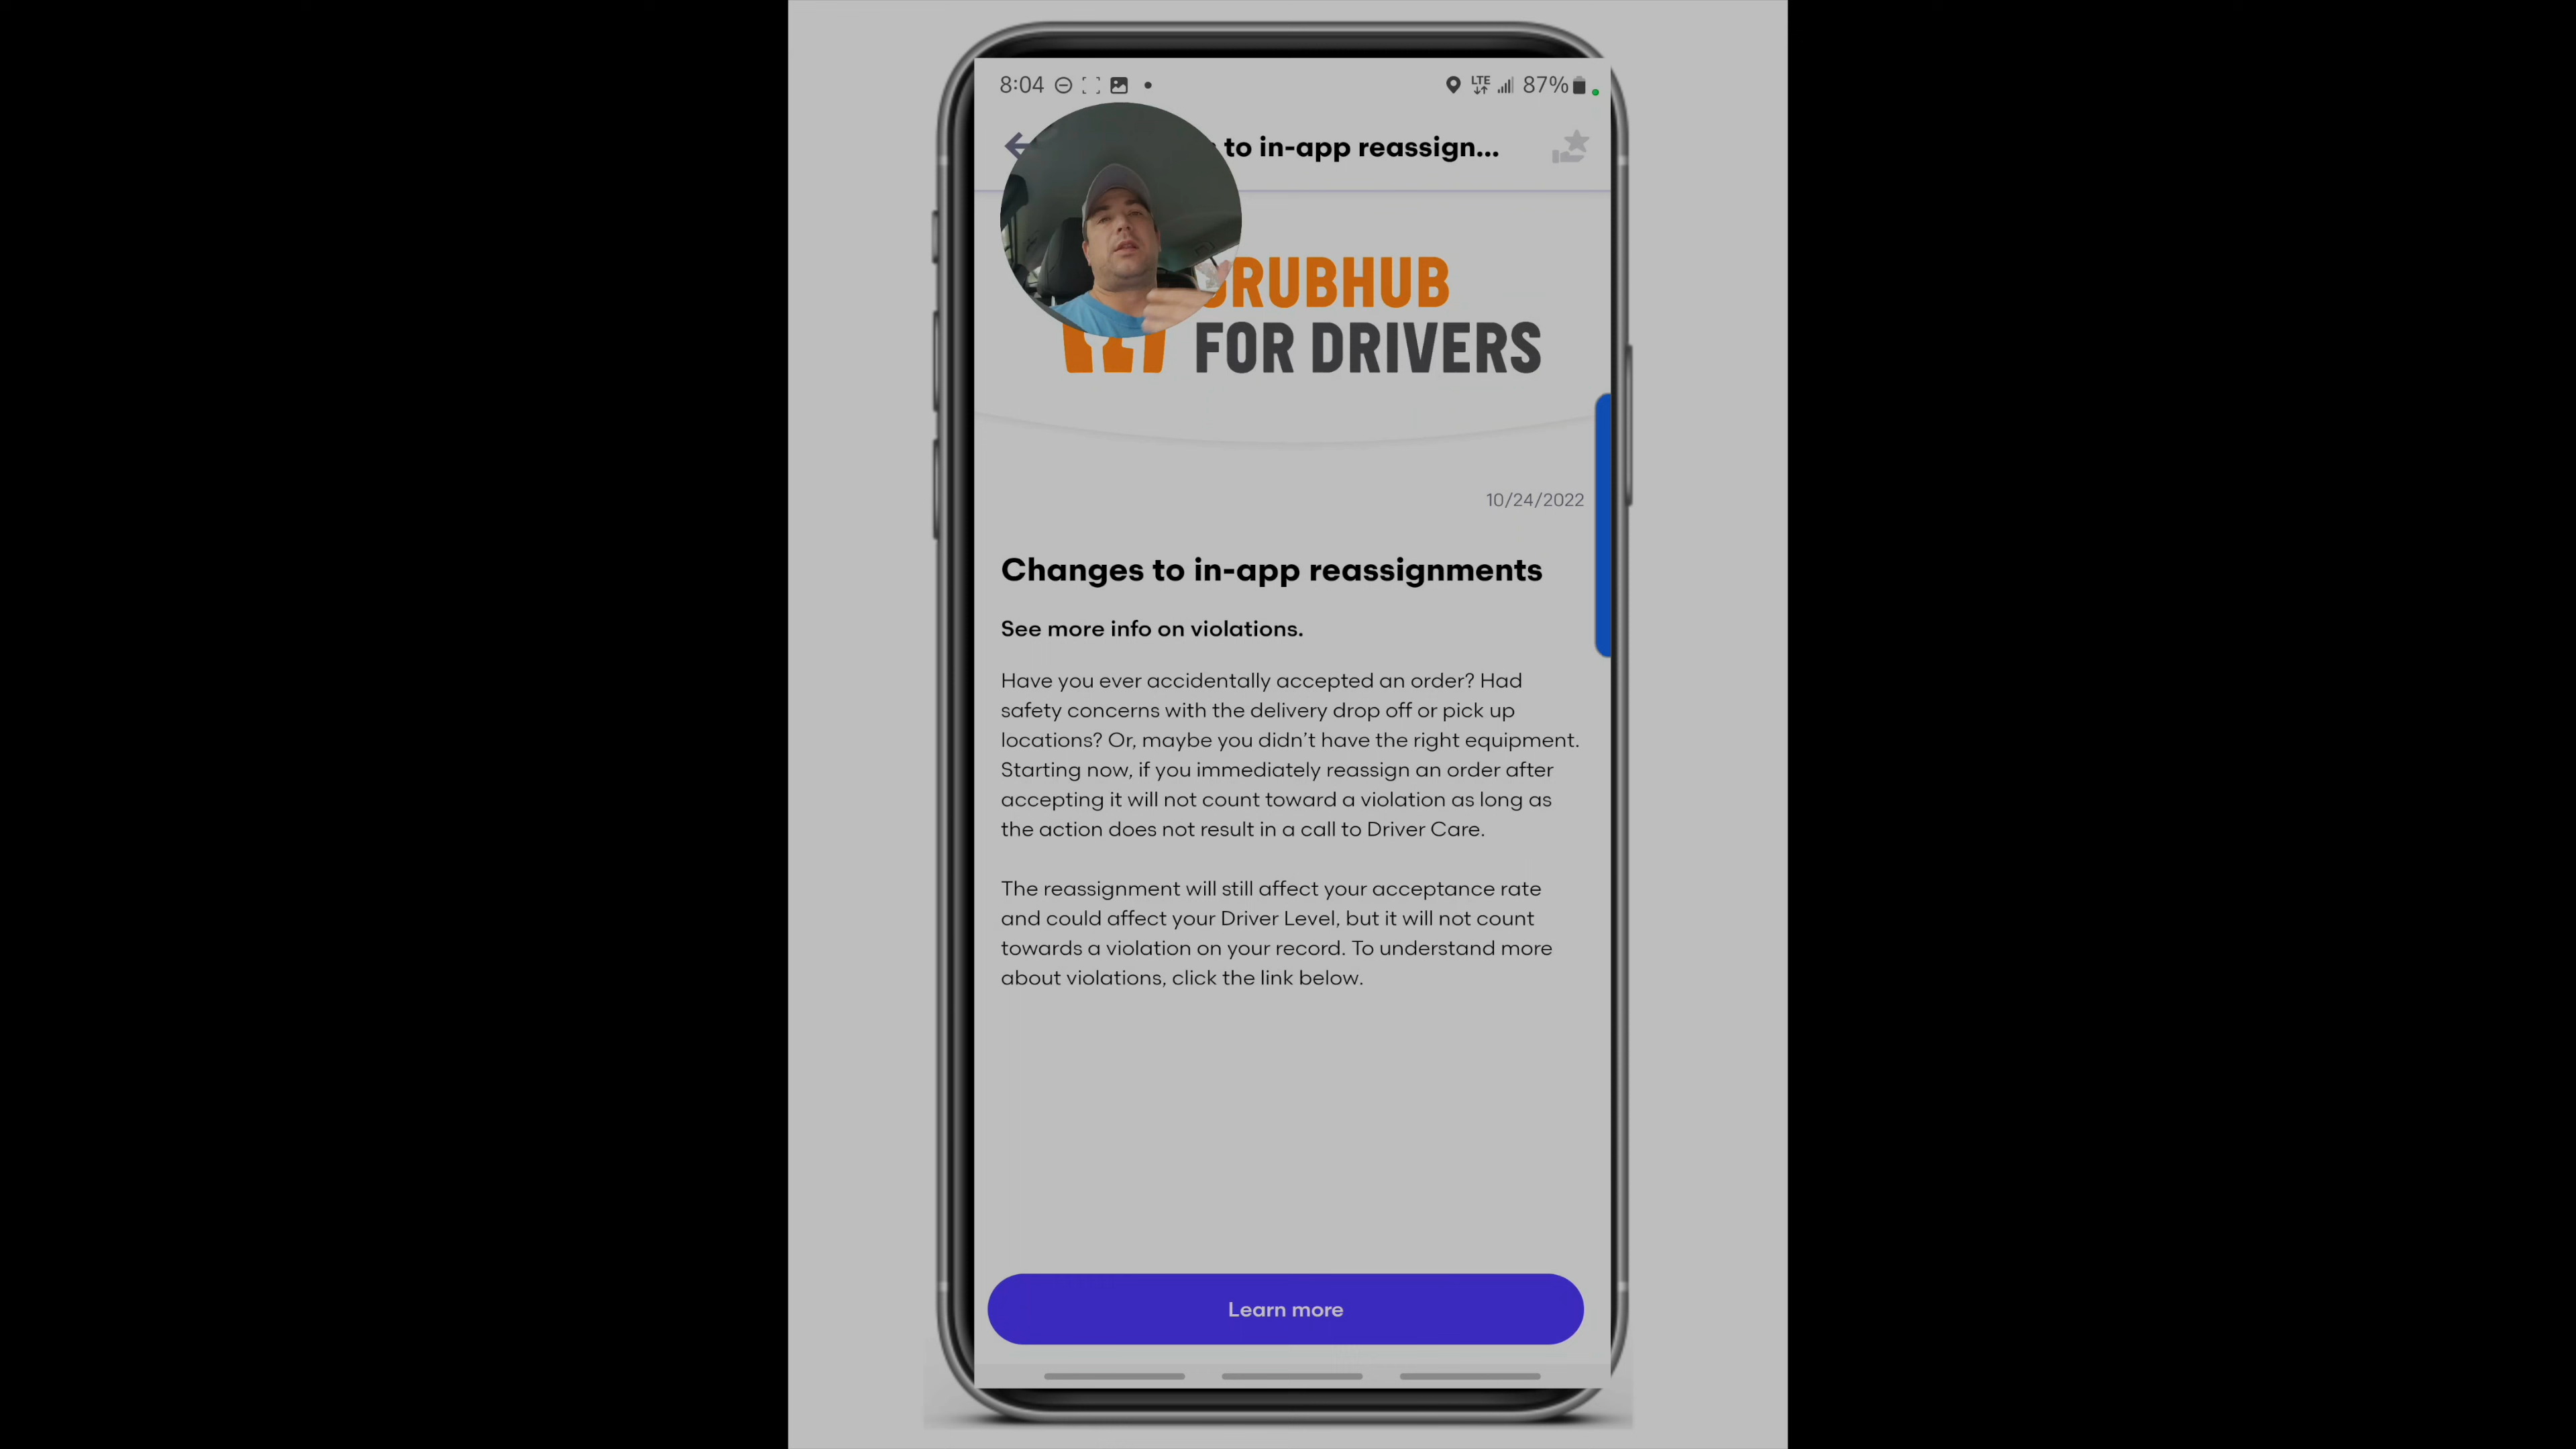 8:04
LTE 87%
to in-app reassign...
RUBHUB
FOR DRIVERS
10/24/2022
Changes to in-app reassignments
See more info on violations.
Have you ever accidentally accepted an order? Had
safety concerns with the delivery drop off or pick up
locations? Or, maybe you didn't have the right equipment.
Starting now, if you immediately reassign an order after
accepting it will not count toward a violation as long as
the action does not result in a call to Driver Care.
The reassignment will still affect your acceptance rate
and could affect your Driver Level, but it will not count
towards a violation on your record. To understand more
about violations, click the link below.
Learn more